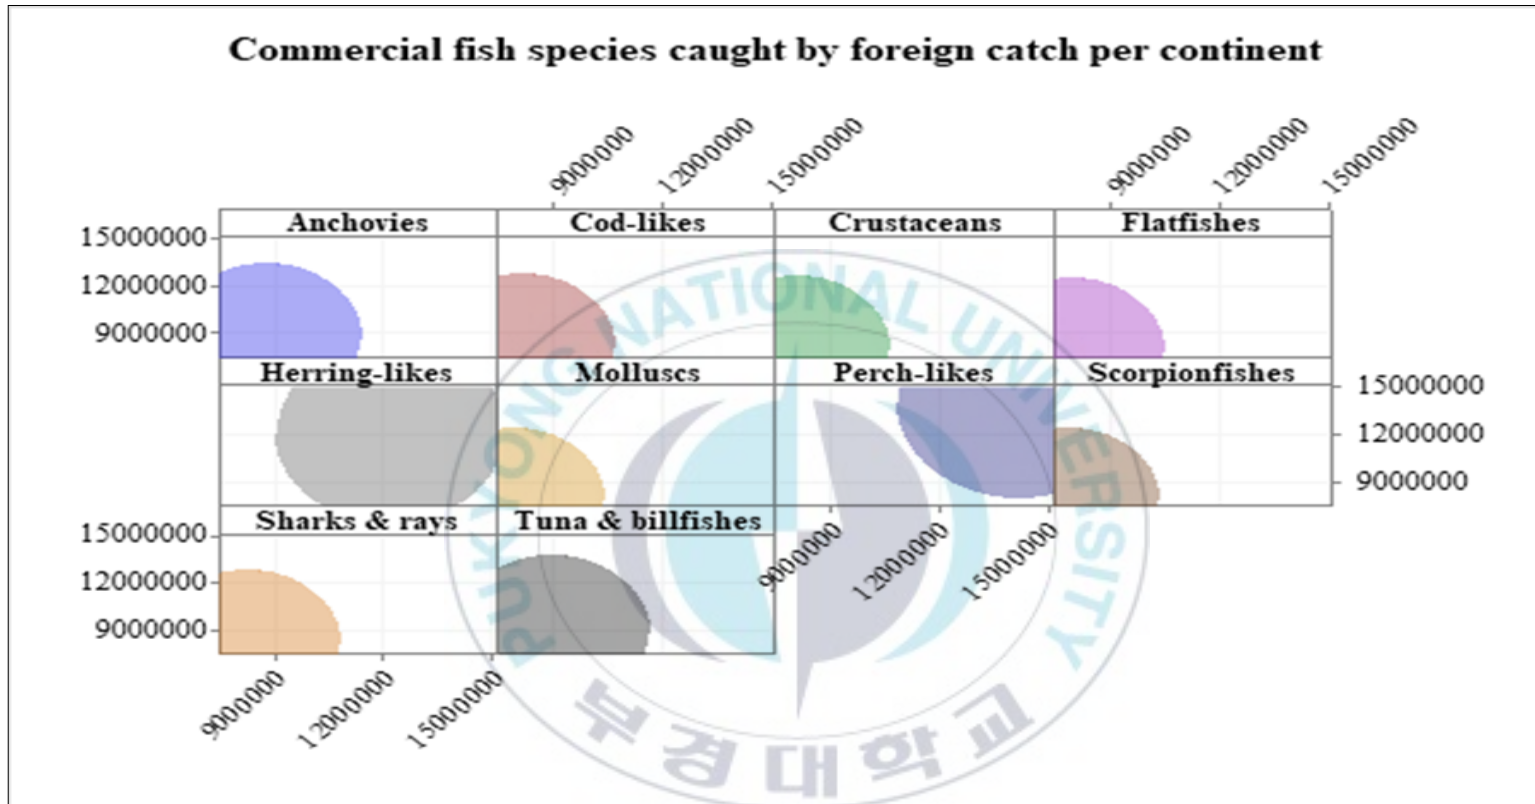 Commercial fish species caught by foreign catch per continent
9000000 12000000 15000000 9000000 12000000 15000000
Anchovies Cod-likes Crustaceans Flatfishes
15000000
12000000
9000000
Herring-likes Molluscs Perch-likes Scorpionfishes
15000000
12000000
9000000
Sharks & rays Tuna & billfishes
15000000
12000000
9000000
9000000 12000000 15000000
9000000 12000000 15000000
PUKYONG NATIONAL UNIVERSITY
부경대학교